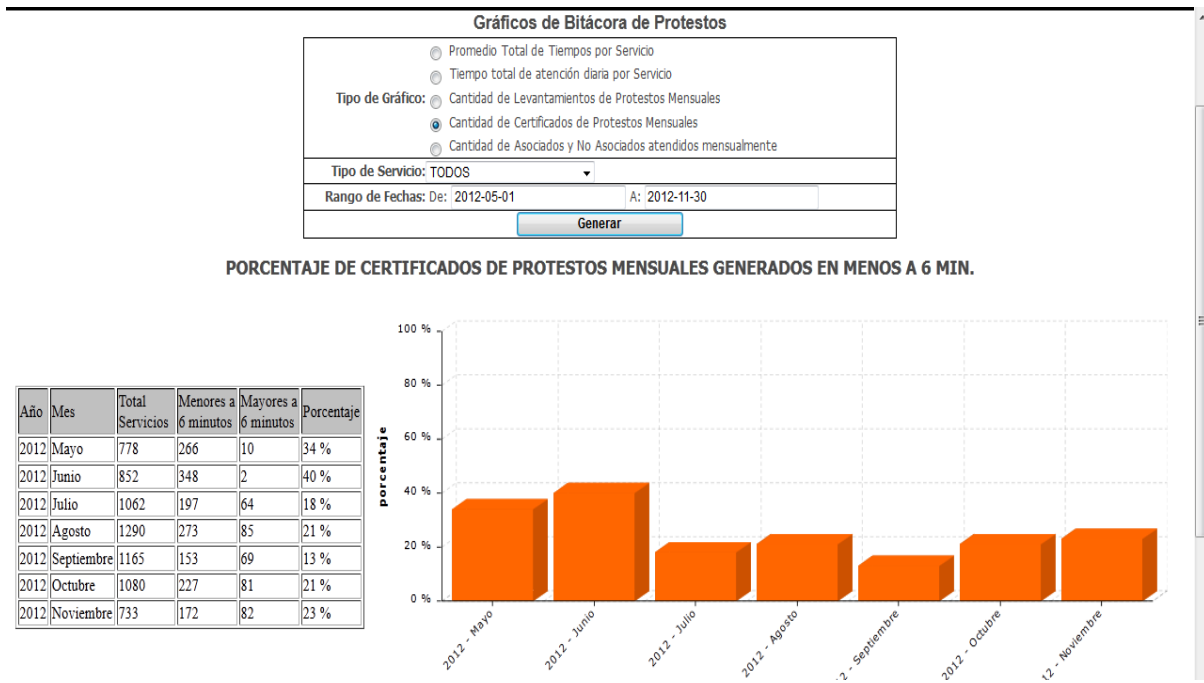 Gráficos de Bitácora de Protestos
Promedio Total de Tiempos por Servicio
Tiempo total de atención diaria por Servicio
Tipo de Gráfico: Cantidad de Levantamientos de Protestos Mensuales
Cantidad de Certificados de Protestos Mensuales
Cantidad de Asociados y No Asociados atendidos mensualmente
Tipo de Servicio: TODOS
Rango de Fechas: De: 2012-05-01 A: 2012-11-30
Generar
PORCENTAJE DE CERTIFICADOS DE PROTESTOS MENSUALES GENERADOS EN MENOS A 6 MIN.
Año Mes Total Servicios Menores a 6 minutos Mayores a 6 minutos Porcentaje
2012 Mayo 778 266 10 34 %
2012 Junio 852 348 2 40 %
2012 Julio 1062 197 64 18 %
2012 Agosto 1290 273 85 21 %
2012 Septiembre 1165 153 69 13 %
2012 Octubre 1080 227 81 21 %
2012 Noviembre 733 172 82 23 %
porcentaje
100 %
80 %
60 %
40 %
20 %
0 %
2012 - Mayo
2012 - Junio
2012 - Julio
2012 - Agosto
12 - Septiembre
2012 - Octubre
12 - Noviembre